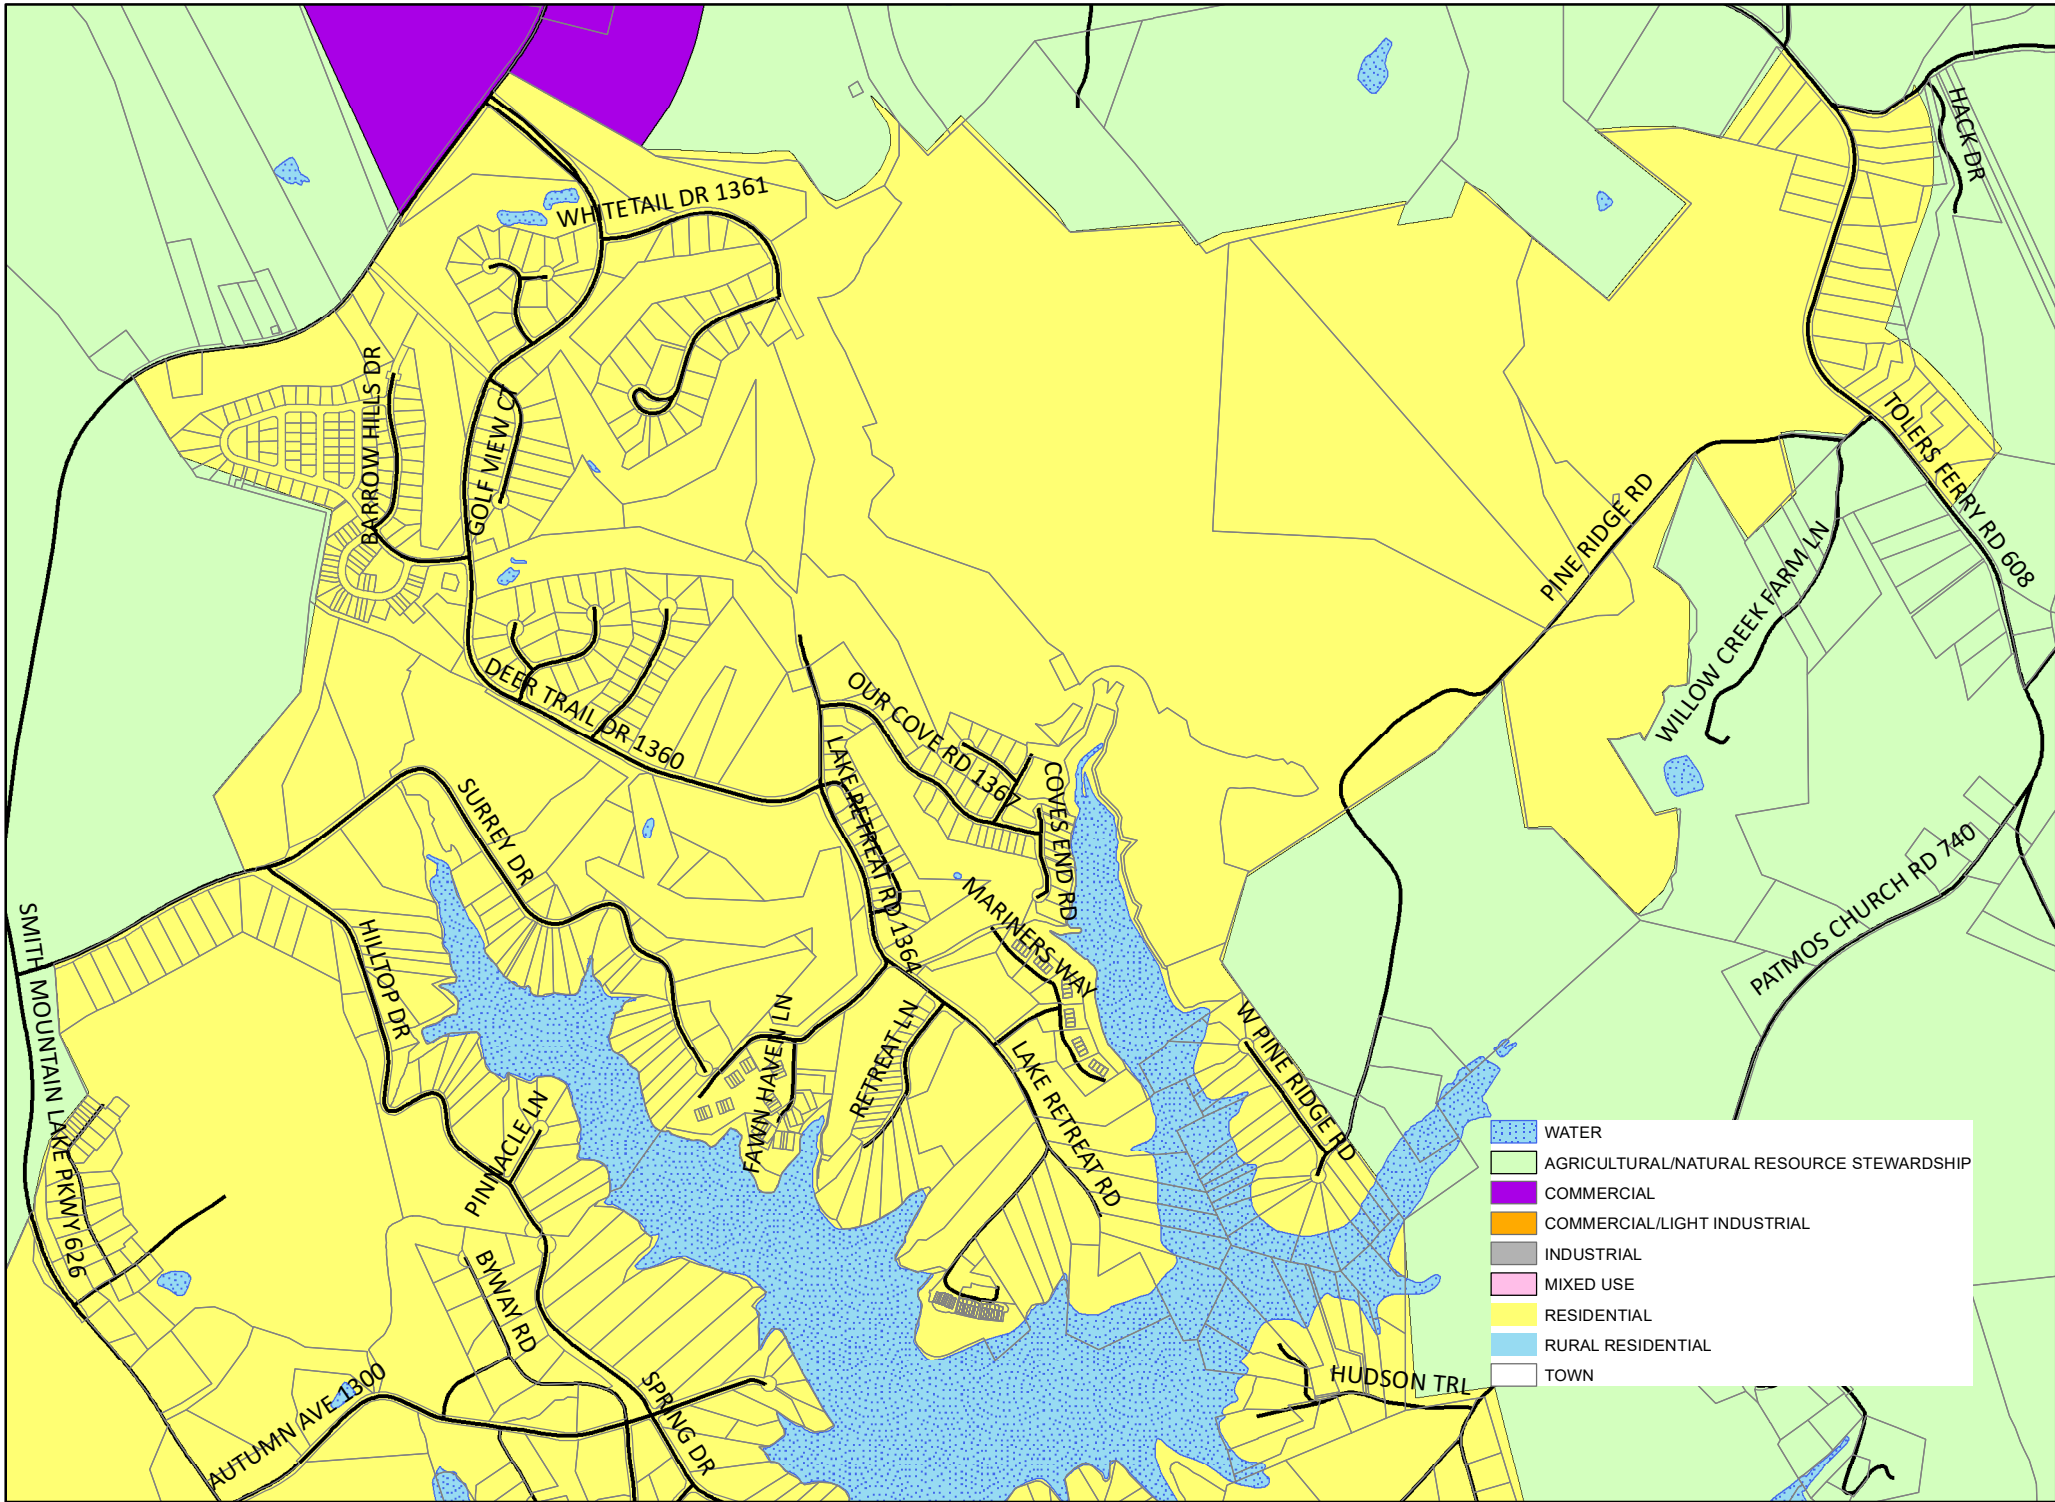 HACK DR
WHITETAIL DR 1361
BARROW HILLS DR
GOLF VIEW CT
TOLERS FERRY RD 608
PINE RIDGE RD
WILLOW CREEK FARM LN
DEER TRAIL DR 1360
OUR COVE RD 1367
LAKE RETREAT RD 1364
COVES END RD
SURREY DR
MARINERS WAY
PATMOS CHURCH RD 740
SMITH MOUNTAIN LAKE PKWY 626
HILLTOP DR
FAWN HAVEN LN
RETREAT LN
LAKE RETREAT RD
W PINE RIDGE RD
PINNACLE LN
BYWAY RD
AUTUMN AVE 1300
SPRING DR
HUDSON TRL
WATER
AGRICULTURAL/NATURAL RESOURCE STEWARDSHIP
COMMERCIAL
COMMERCIAL/LIGHT INDUSTRIAL
INDUSTRIAL
MIXED USE
RESIDENTIAL
RURAL RESIDENTIAL
TOWN